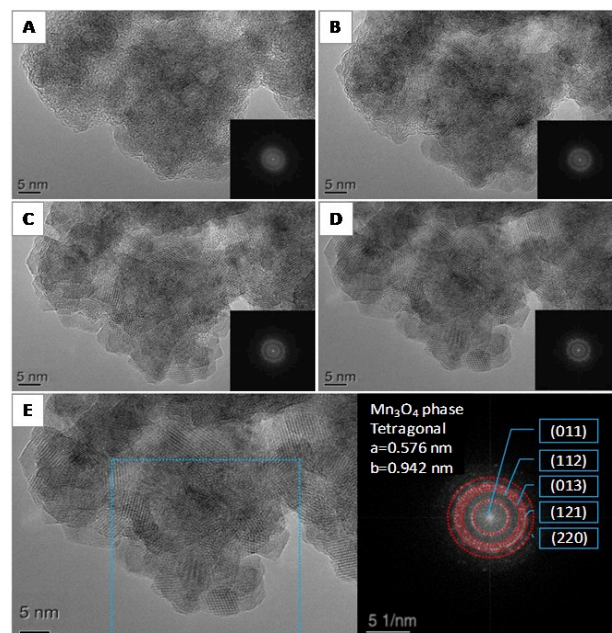 A
B
5 nm
5 nm
C
D
5 nm
5 nm
E
Mn₃O₄ phase
Tetragonal
a=0.576 nm
b=0.942 nm
(011)
(112)
(013)
(121)
(220)
5 nm
5 1/nm